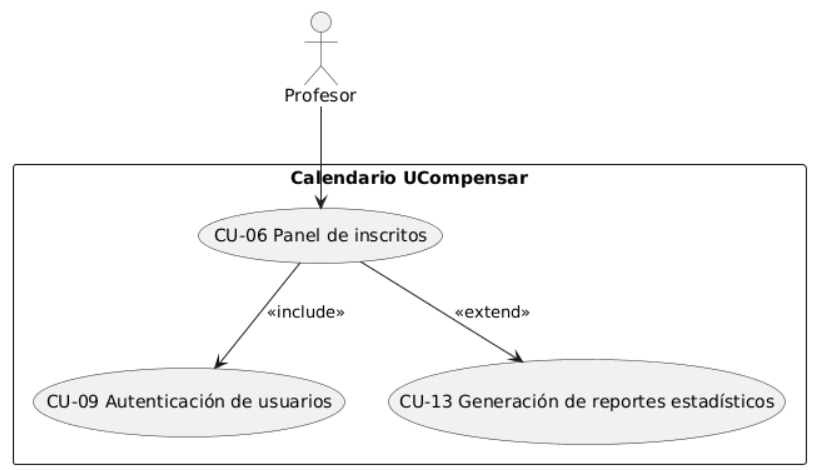 Profesor
Calendario UCompensar
CU-06 Panel de inscritos
«include»
«extend»
CU-09 Autenticación de usuarios
CU-13 Generación de reportes estadísticos